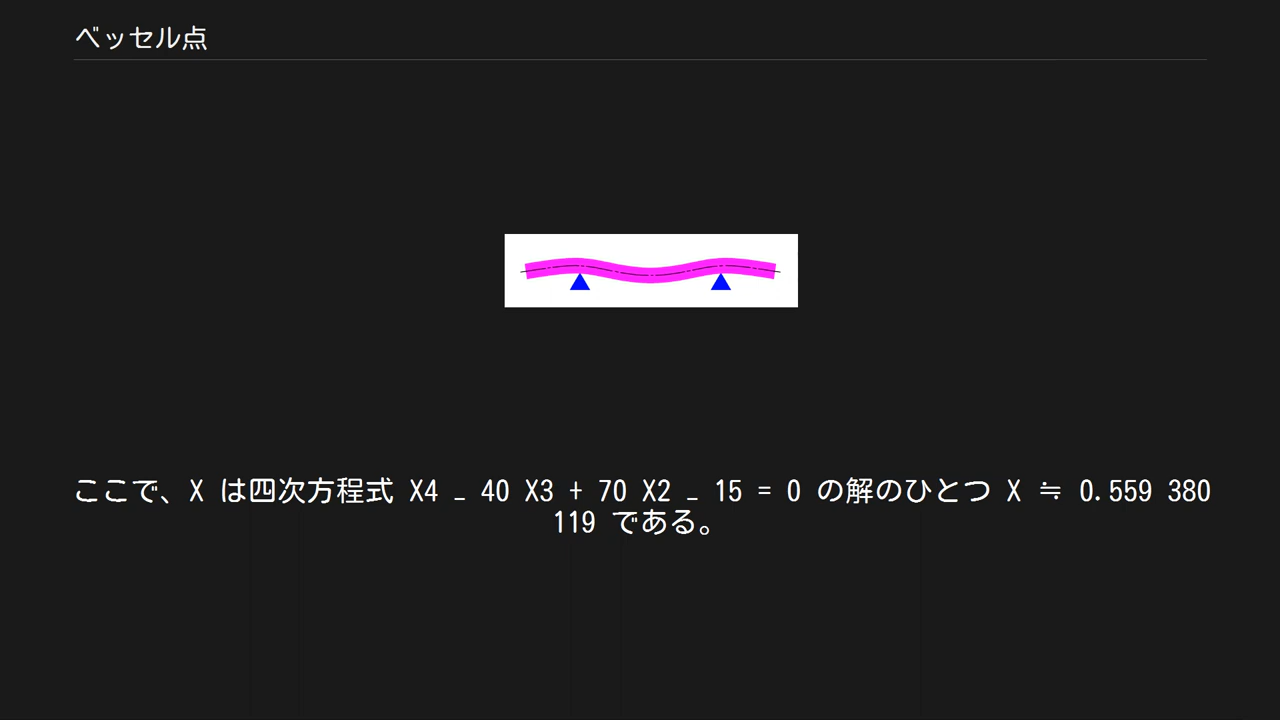 ベッセル点
ここで、X は四次方程式 X4 − 40 X3 + 70 X2 − 15 = 0 の解のひとつ X ≒ 0.559 380
119 である。